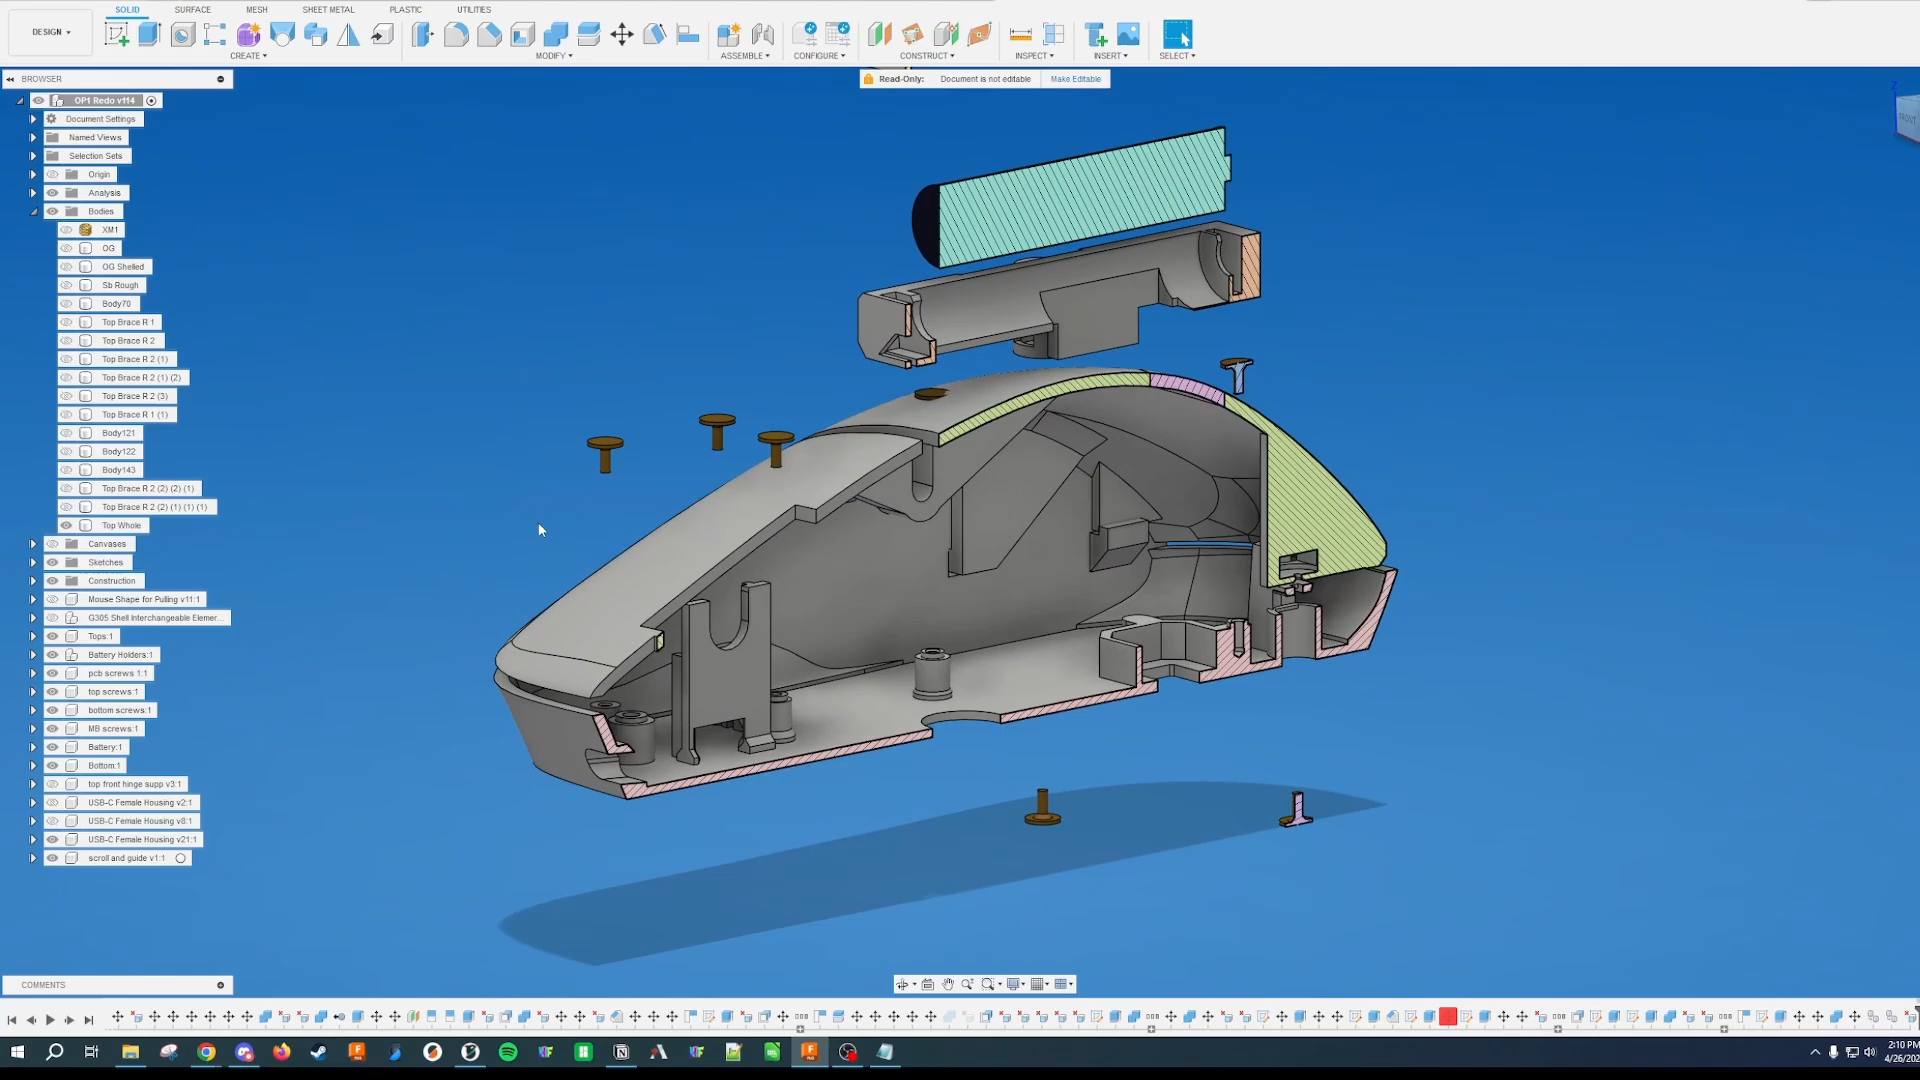 SOLID SURFACE MESH SHEET METAL PLASTIC UTILITIES
DESIGN
CREATE MODIFY ASSEMBLE CONFIGURE CONSTRUCT INSPECT INSERT SELECT
BROWSER
Read-Only: Document is not editable Make Editable
OP1 Redo v114
Document Settings
Named Views
Selection Sets
Origin
Analysis
Bodies
XM1
OG
OG Shelled
Sb Rough
Body70
Top Brace R 1
Top Brace R 2
Top Brace R 2 (1)
Top Brace R 2 (1) (2)
Top Brace R 2 (3)
Top Brace R 1 (1)
Body121
Body122
Body143
Top Brace R 2 (2) (2) (1)
Top Brace R 2 (2) (1) (1) (1)
Top Whole
Canvases
Sketches
Construction
Mouse Shape for Pulling v11:1
G305 Shell Interchangeable Elemer...
Tops:1
Battery Holders:1
pcb screws 1:1
top screws:1
bottom screws:1
MB screws:1
Battery:1
Bottom:1
top front hinge supp v3:1
USB-C Female Housing v2:1
USB-C Female Housing v8:1
USB-C Female Housing v21:1
scroll and guide v1:1
Z
FRONT
COMMENTS
2:10 PM
4/26/202